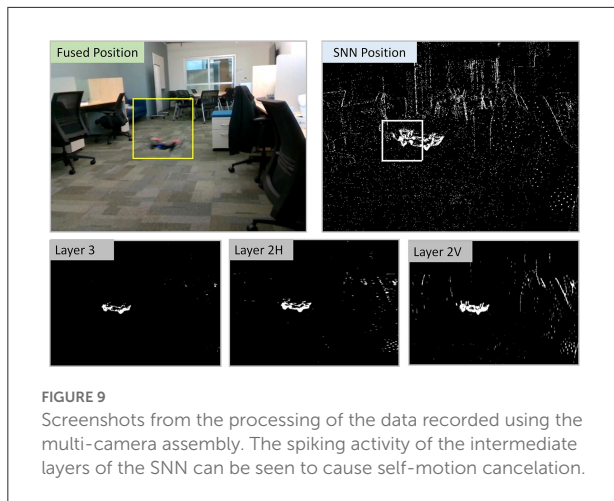 Fused Position
SNN Position
Layer 3
Layer 2H
Layer 2V
FIGURE 9
Screenshots from the processing of the data recorded using the
multi-camera assembly. The spiking activity of the intermediate
layers of the SNN can be seen to cause self-motion cancelation.